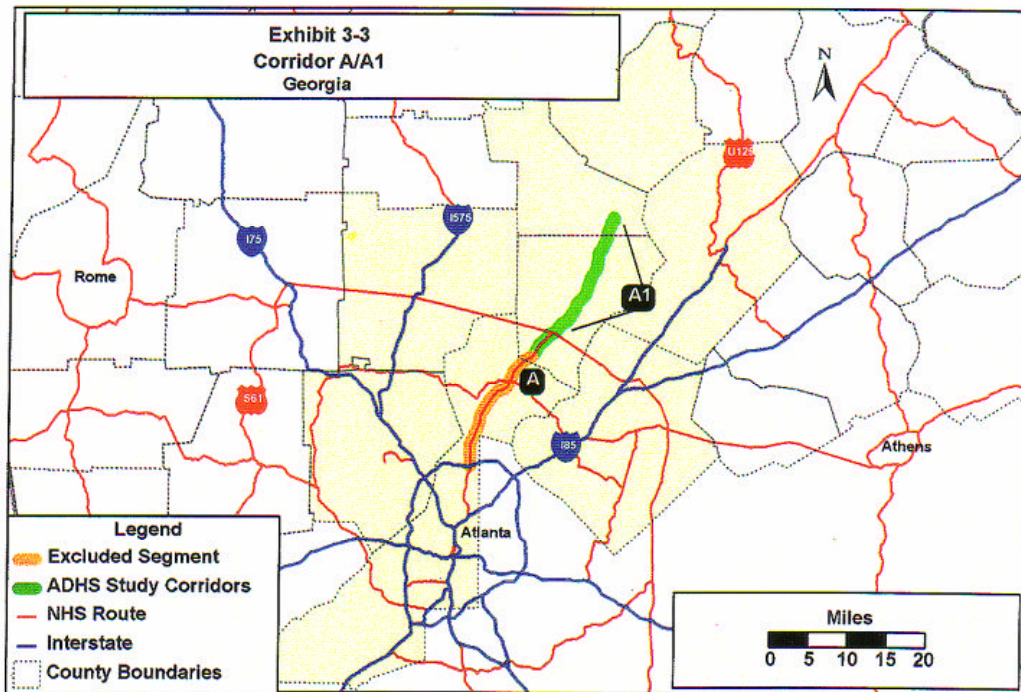 Exhibit 3-3
Corridor A/A1
Georgia
N
U129
I575
I75
Rome
A1
A
S61
I85
Athens
Atlanta
Legend
Excluded Segment
ADHS Study Corridors
NHS Route
Interstate
County Boundaries
Miles
0 5 10 15 20